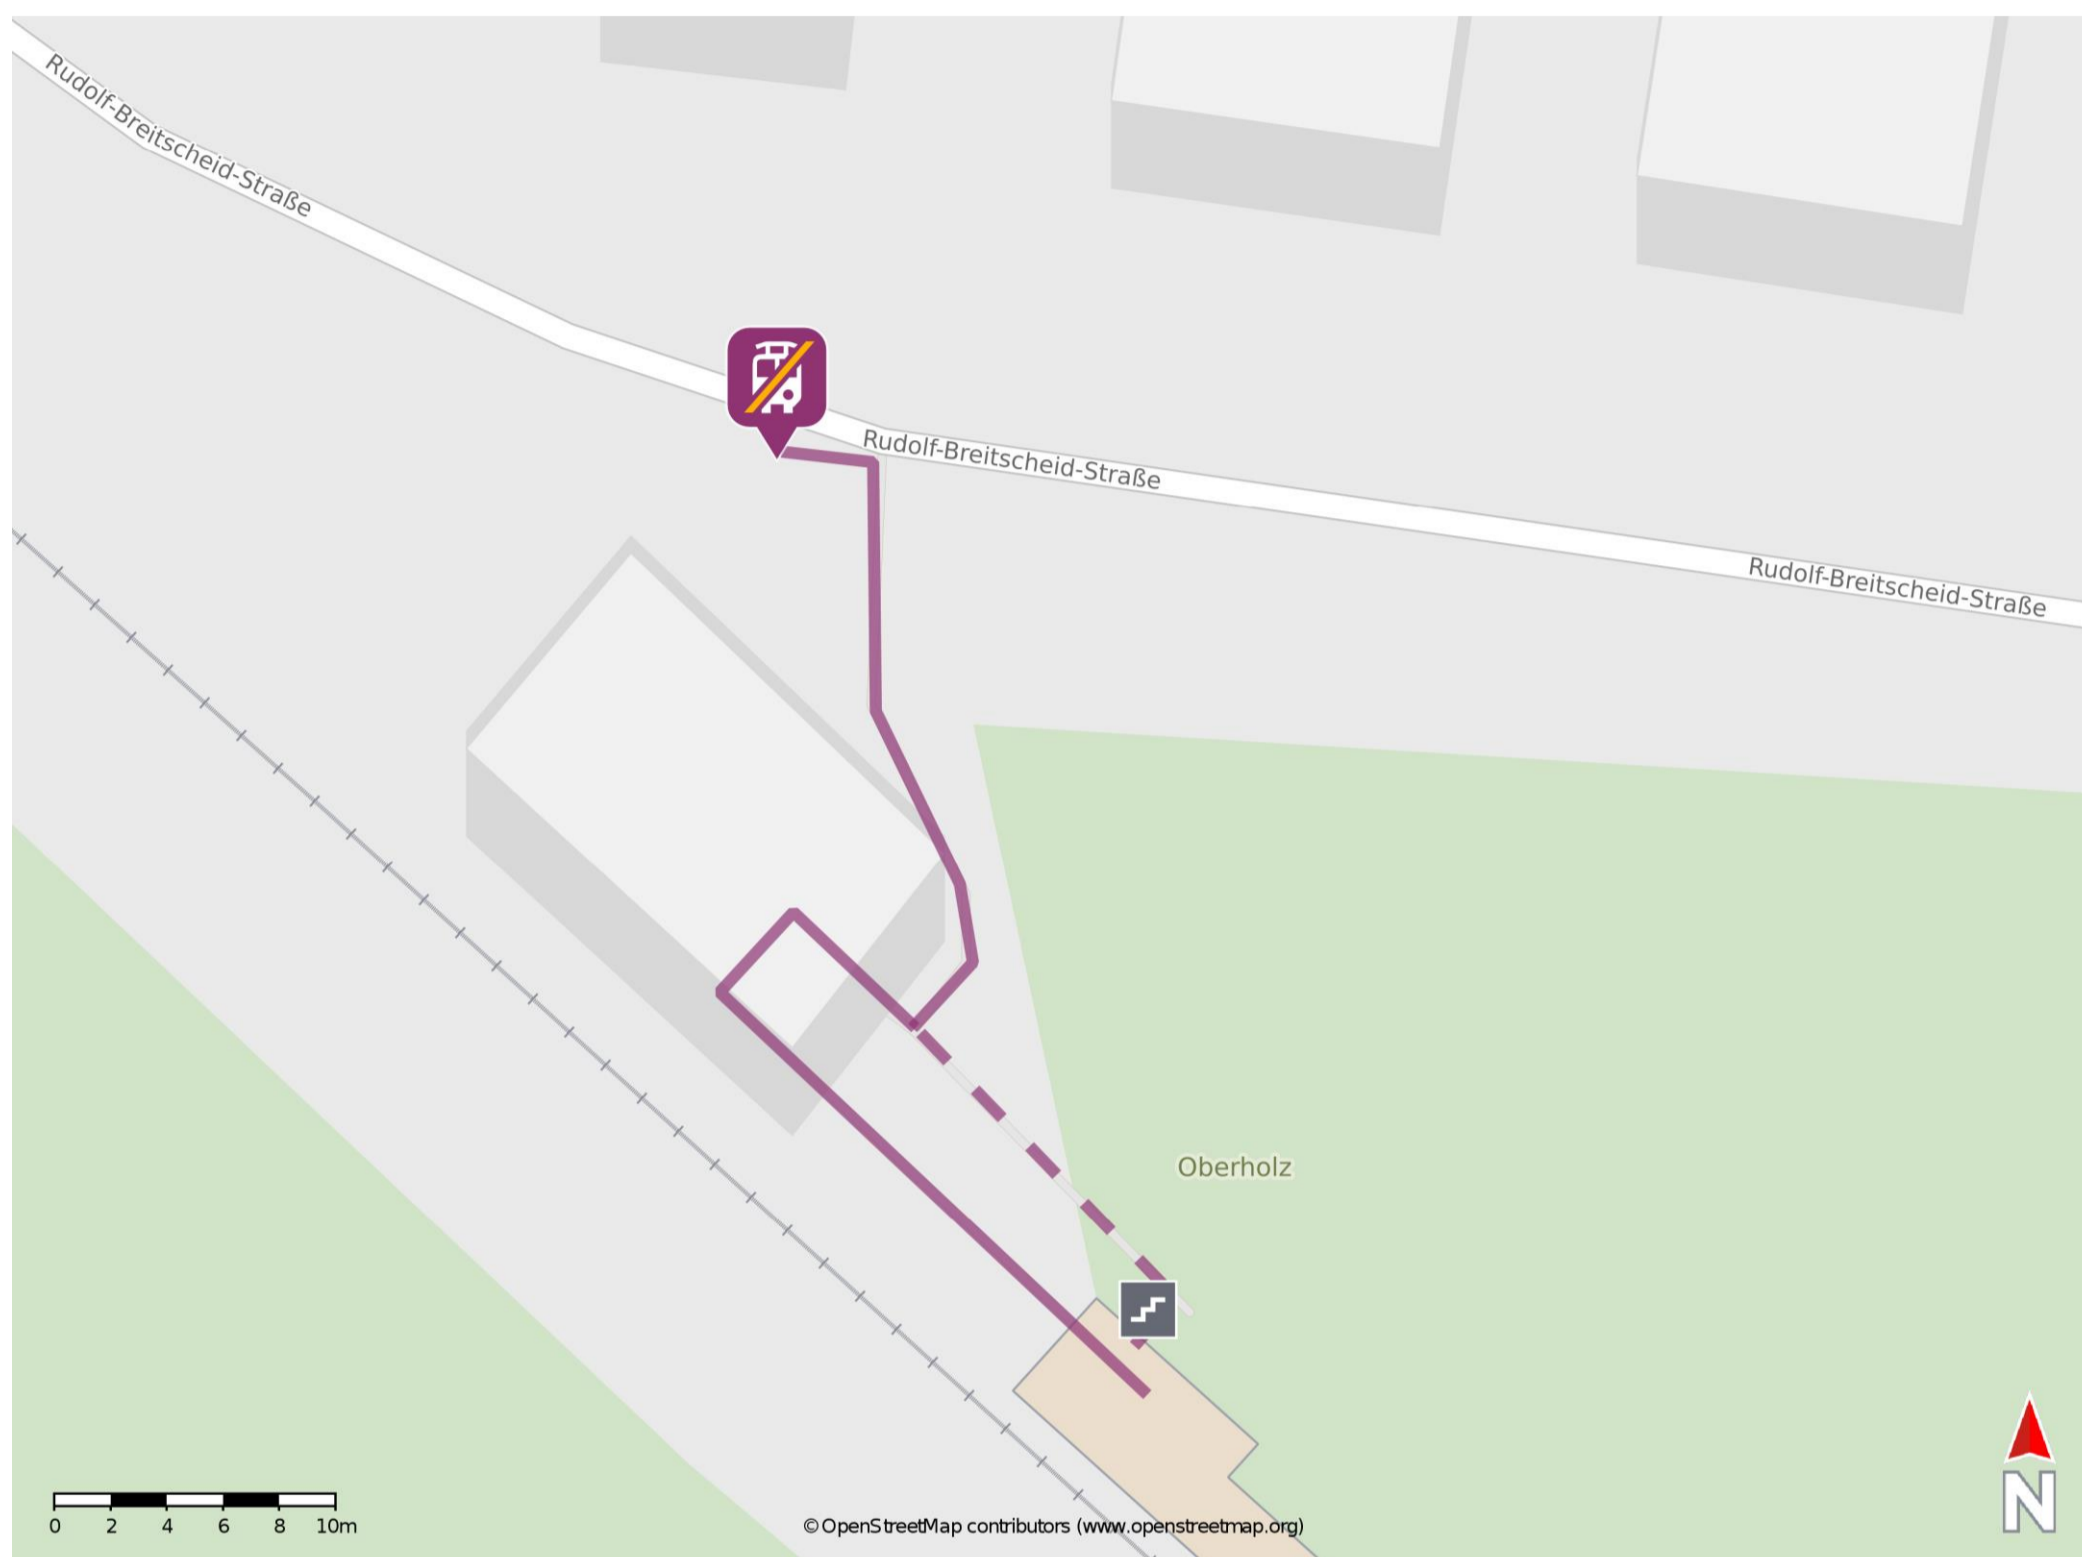 Rudolf-Breitscheid-Straße
Rudolf-Breitscheid-Straße
Rudolf-Breitscheid-Straße
Oberholz
N
0 2 4 6 8 10m
©OpenStreetMap contributors (www.openstreetmap.org)